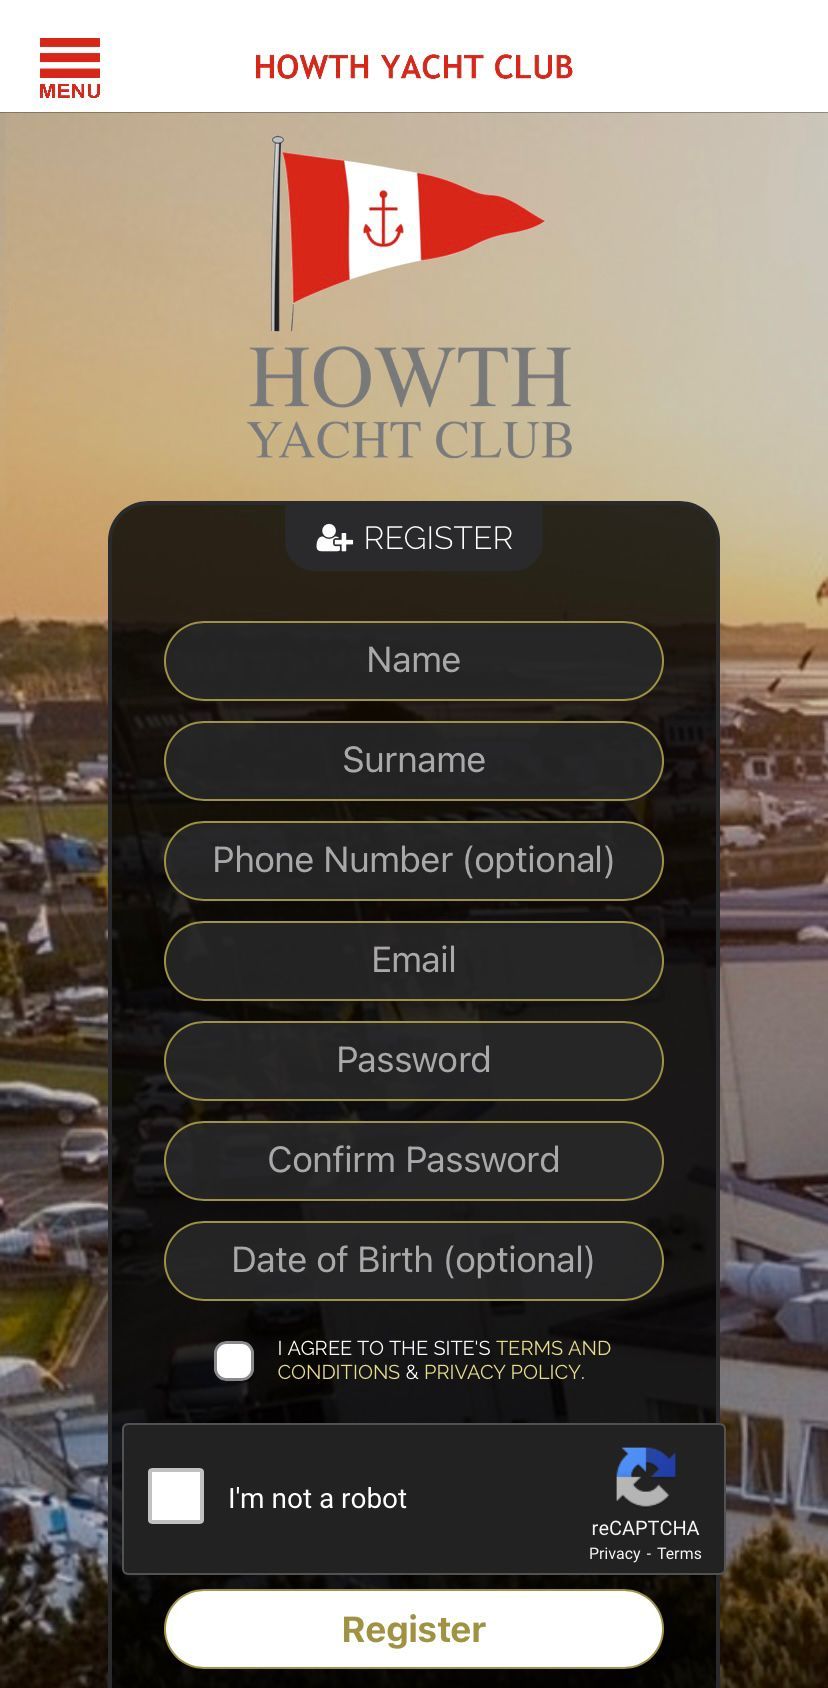 MENU
HOWTH YACHT CLUB
HOWTH
YACHT CLUB
REGISTER
Name
Surname
Phone Number (optional)
Email
Password
Confirm Password
Date of Birth (optional)
I AGREE TO THE SITE'S TERMS AND
CONDITIONS & PRIVACY POLICY.
I'm not a robot
reCAPTCHA
Privacy - Terms
Register